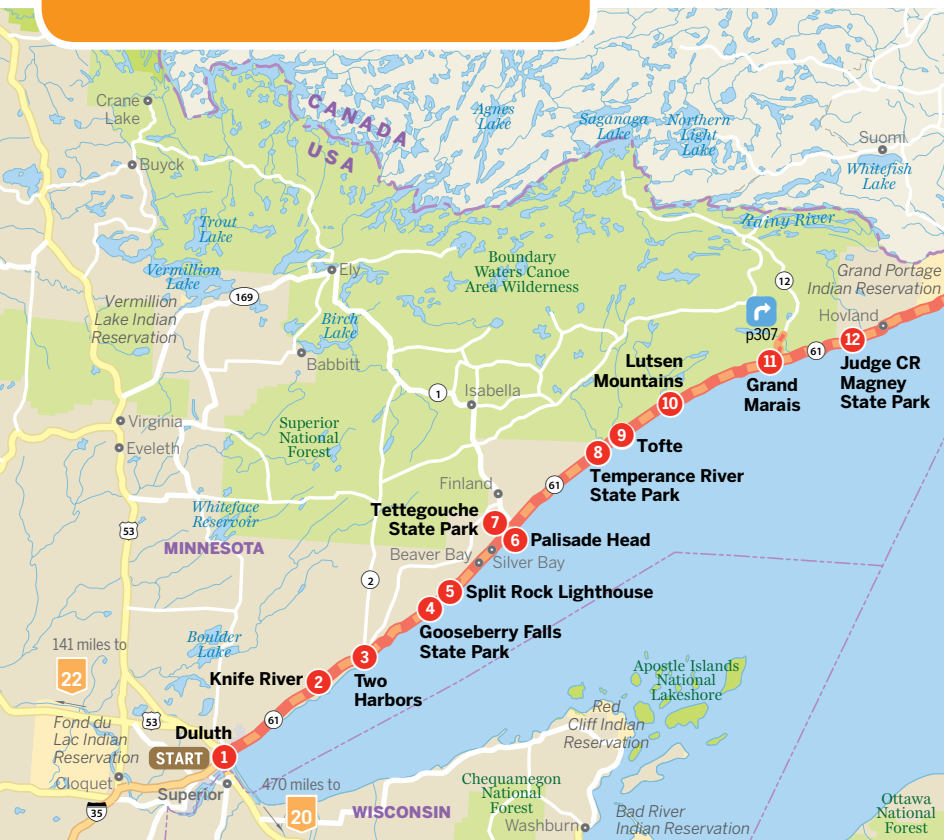 CANADA
USA
Crane
Lake
Buyck
Agnes
Lake
Saganaga
Lake
Northern
Light
Lake
Suomi
Whitefish
Lake
Trout
Lake
Vermillion
Lake
Ely
169
Vermillion
Lake Indian
Reservation
Birch
Lake
Babbitt
Boundary
Waters Canoe
Area Wilderness
Rainy River
12
Grand Portage
Indian Reservation
p307
Hovland
61
12
Judge CR
Magney
State Park
11
Grand
Marais
Lutsen
Mountains
10
1
Isabella
Virginia
Eveleth
Superior
National
Forest
9
Tofte
8
Temperance River
State Park
61
Finland
Tettegouche
State Park
7
6
Palisade Head
Beaver Bay
Silver Bay
Whiteface
Reservoir
53
MINNESOTA
2
5
Split Rock Lighthouse
4
Gooseberry Falls
State Park
Boulder
Lake
141 miles to
22
3
Two
Harbors
Knife River
2
61
Apostle Islands
National
Lakeshore
Red
Cliff Indian
Reservation
Fond du
Lac Indian
Reservation
53
Duluth
START
1
Cloquet
Superior
35
470 miles to
20
WISCONSIN
Chequamegon
National
Forest
Washburn
Bad River
Indian Reservation
Ottawa
National
Forest